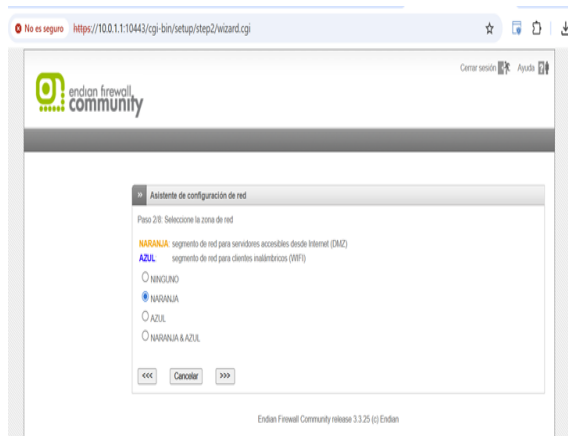 No es seguro https://10.0.1.1:10443/cgi-bin/setup/step2/wizard.cgi
Cerrar sesión Ayuda
endian firewall
community
» Asistente de configuración de red
Paso 2/8: Seleccione la zona de red
NARANJA: segmento de red para servidores accesibles desde Internet (DMZ)
AZUL: segmento de red para clientes inalámbricos (WIFI)
NINGUNO
NARANJA
AZUL
NARANJA & AZUL
<<< Cancelar >>>
Endian Firewall Community release 3.3.25 (c) Endian